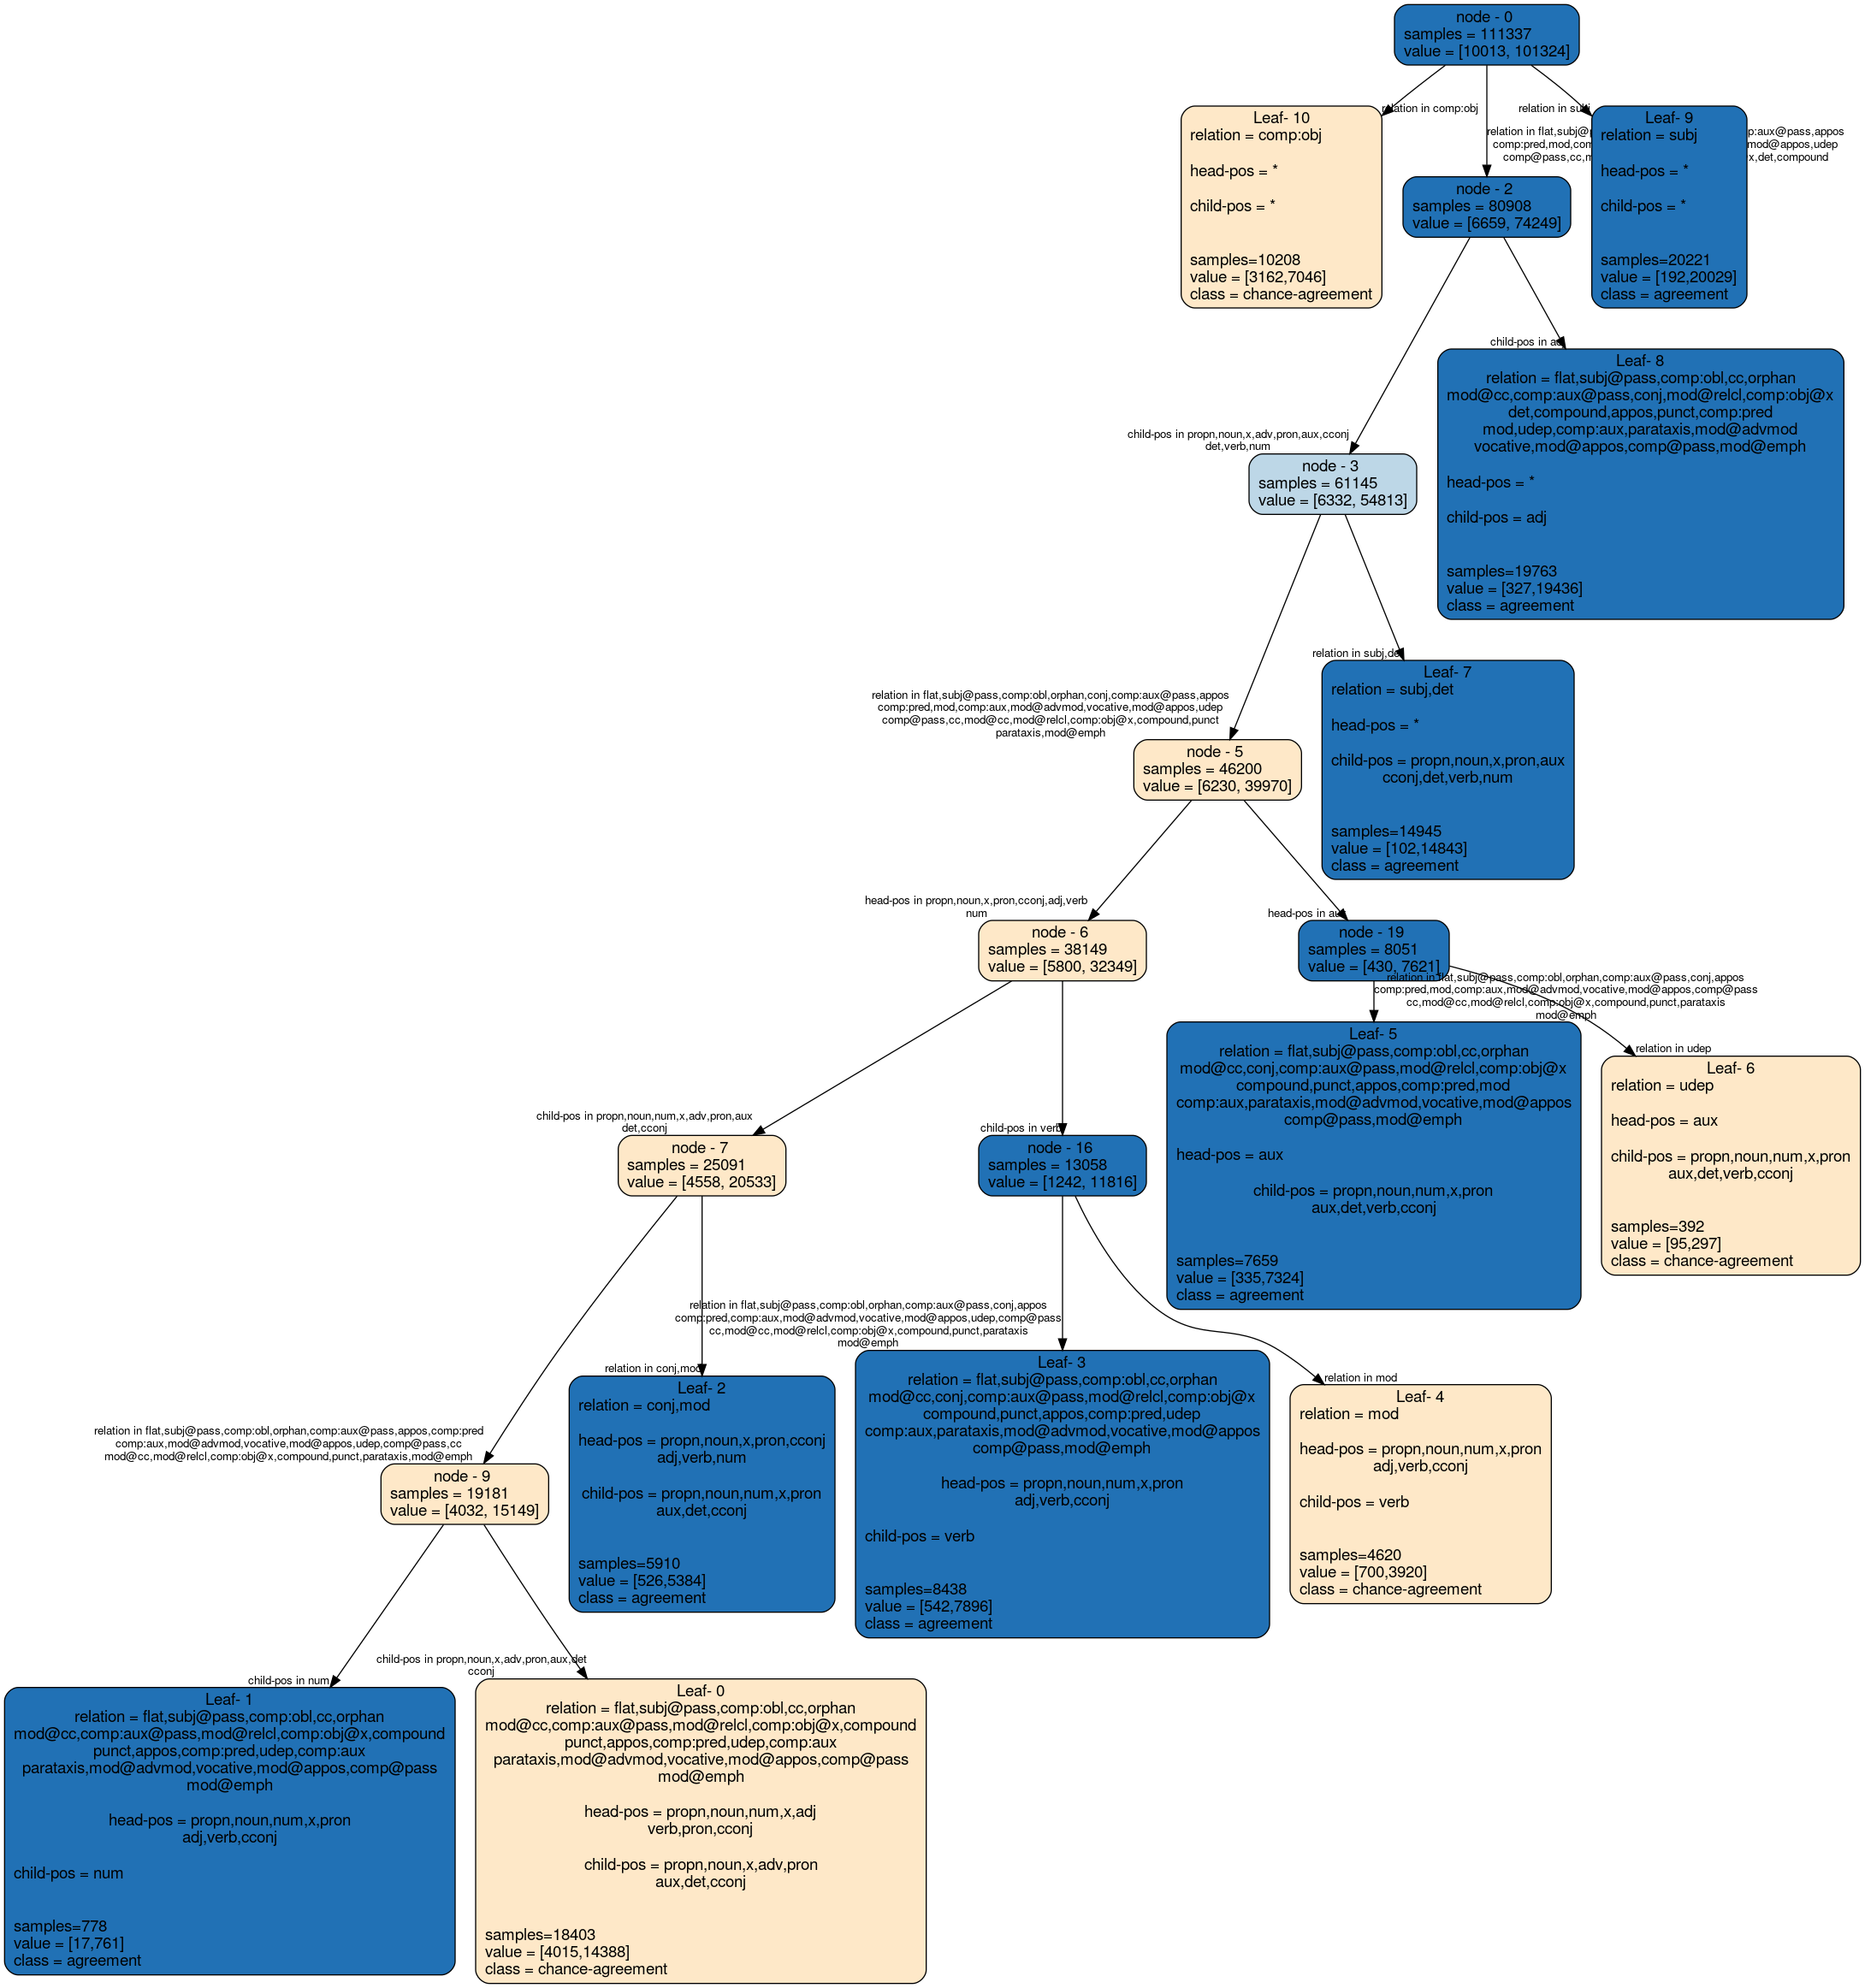 node - 0
samples = 111337
value = [10013, 101324]
relation in comp:obj
relation in subj
relation in flat,subj@
comp:pred,mod,com
comp@pass,cc,m
p:aux@pass,appos
mod@appos,udep
x,det,compound
Leaf- 10
relation = comp:obj
head-pos = *
child-pos = *
samples=10208
value = [3162,7046]
class = chance-agreement
Leaf- 9
relation = subj
head-pos = *
child-pos = *
samples=20221
value = [192,20029]
class = agreement
node - 2
samples = 80908
value = [6659, 74249]
child-pos in adj
Leaf- 8
relation = flat,subj@pass,comp:obl,cc,orphan
mod@cc,comp:aux@pass,conj,mod@relcl,comp:obj@x
det,compound,appos,punct,comp:pred
mod,udep,comp:aux,parataxis,mod@advmod
vocative,mod@appos,comp@pass,mod@emph
head-pos = *
child-pos = adj
samples=19763
value = [327,19436]
class = agreement
child-pos in propn,noun,x,adv,pron,aux,cconj
det,verb,num
node - 3
samples = 61145
value = [6332, 54813]
relation in subj,det
Leaf- 7
relation = subj,det
head-pos = *
child-pos = propn,noun,x,pron,aux
cconj,det,verb,num
samples=14945
value = [102,14843]
class = agreement
relation in flat,subj@pass,comp:obl,orphan,conj,comp:aux@pass,appos
comp:pred,mod,comp:aux,mod@advmod,vocative,mod@appos,udep
comp@pass,cc,mod@cc,mod@relcl,comp:obj@x,compound,punct
parataxis,mod@emph
node - 5
samples = 46200
value = [6230, 39970]
head-pos in propn,noun,x,pron,cconj,adj,verb
num
node - 6
samples = 38149
value = [5800, 32349]
head-pos in aux
node - 19
samples = 8051
value = [430, 7621]
relation in flat,subj@pass,comp:obl,orphan,comp:aux@pass,conj,appos
comp:pred,mod,comp:aux,mod@advmod,vocative,mod@appos,comp@pass
cc,mod@cc,mod@relcl,comp:obj@x,compound,punct,parataxis
mod@emph
relation in udep
Leaf- 5
relation = flat,subj@pass,comp:obl,cc,orphan
mod@cc,conj,comp:aux@pass,mod@relcl,comp:obj@x
compound,punct,appos,comp:pred,mod
comp:aux,parataxis,mod@advmod,vocative,mod@appos
comp@pass,mod@emph
head-pos = aux
child-pos = propn,noun,num,x,pron
aux,det,verb,cconj
samples=7659
value = [335,7324]
class = agreement
Leaf- 6
relation = udep
head-pos = aux
child-pos = propn,noun,num,x,pron
aux,det,verb,cconj
samples=392
value = [95,297]
class = chance-agreement
child-pos in propn,noun,num,x,adv,pron,aux
det,cconj
node - 7
samples = 25091
value = [4558, 20533]
child-pos in verb
node - 16
samples = 13058
value = [1242, 11816]
relation in flat,subj@pass,comp:obl,orphan,comp:aux@pass,conj,appos
comp:pred,comp:aux,mod@advmod,vocative,mod@appos,udep,comp@pass
cc,mod@cc,mod@relcl,comp:obj@x,compound,punct,parataxis
mod@emph
relation in conj,mod
Leaf- 2
relation = conj,mod
head-pos = propn,noun,x,pron,cconj
adj,verb,num
child-pos = propn,noun,num,x,pron
aux,det,cconj
samples=5910
value = [526,5384]
class = agreement
Leaf- 3
relation = flat,subj@pass,comp:obl,cc,orphan
mod@cc,conj,comp:aux@pass,mod@relcl,comp:obj@x
compound,punct,appos,comp:pred,udep
comp:aux,parataxis,mod@advmod,vocative,mod@appos
comp@pass,mod@emph
head-pos = propn,noun,num,x,pron
adj,verb,cconj
child-pos = verb
samples=8438
value = [542,7896]
class = agreement
relation in mod
Leaf- 4
relation = mod
head-pos = propn,noun,num,x,pron
adj,verb,cconj
child-pos = verb
samples=4620
value = [700,3920]
class = chance-agreement
relation in flat,subj@pass,comp:obl,orphan,comp:aux@pass,appos,comp:pred
comp:aux,mod@advmod,vocative,mod@appos,udep,comp@pass,cc
mod@cc,mod@relcl,comp:obj@x,compound,punct,parataxis,mod@emph
node - 9
samples = 19181
value = [4032, 15149]
child-pos in num
Leaf- 1
relation = flat,subj@pass,comp:obl,cc,orphan
mod@cc,comp:aux@pass,mod@relcl,comp:obj@x,compound
punct,appos,comp:pred,udep,comp:aux
parataxis,mod@advmod,vocative,mod@appos,comp@pass
mod@emph
head-pos = propn,noun,num,x,pron
adj,verb,cconj
child-pos = num
samples=778
value = [17,761]
class = agreement
child-pos in propn,noun,x,adv,pron,aux,det
cconj
Leaf- 0
relation = flat,subj@pass,comp:obl,cc,orphan
mod@cc,comp:aux@pass,mod@relcl,comp:obj@x,compound
punct,appos,comp:pred,udep,comp:aux
parataxis,mod@advmod,vocative,mod@appos,comp@pass
mod@emph
head-pos = propn,noun,num,x,adj
verb,pron,cconj
child-pos = propn,noun,x,adv,pron
aux,det,cconj
samples=18403
value = [4015,14388]
class = chance-agreement